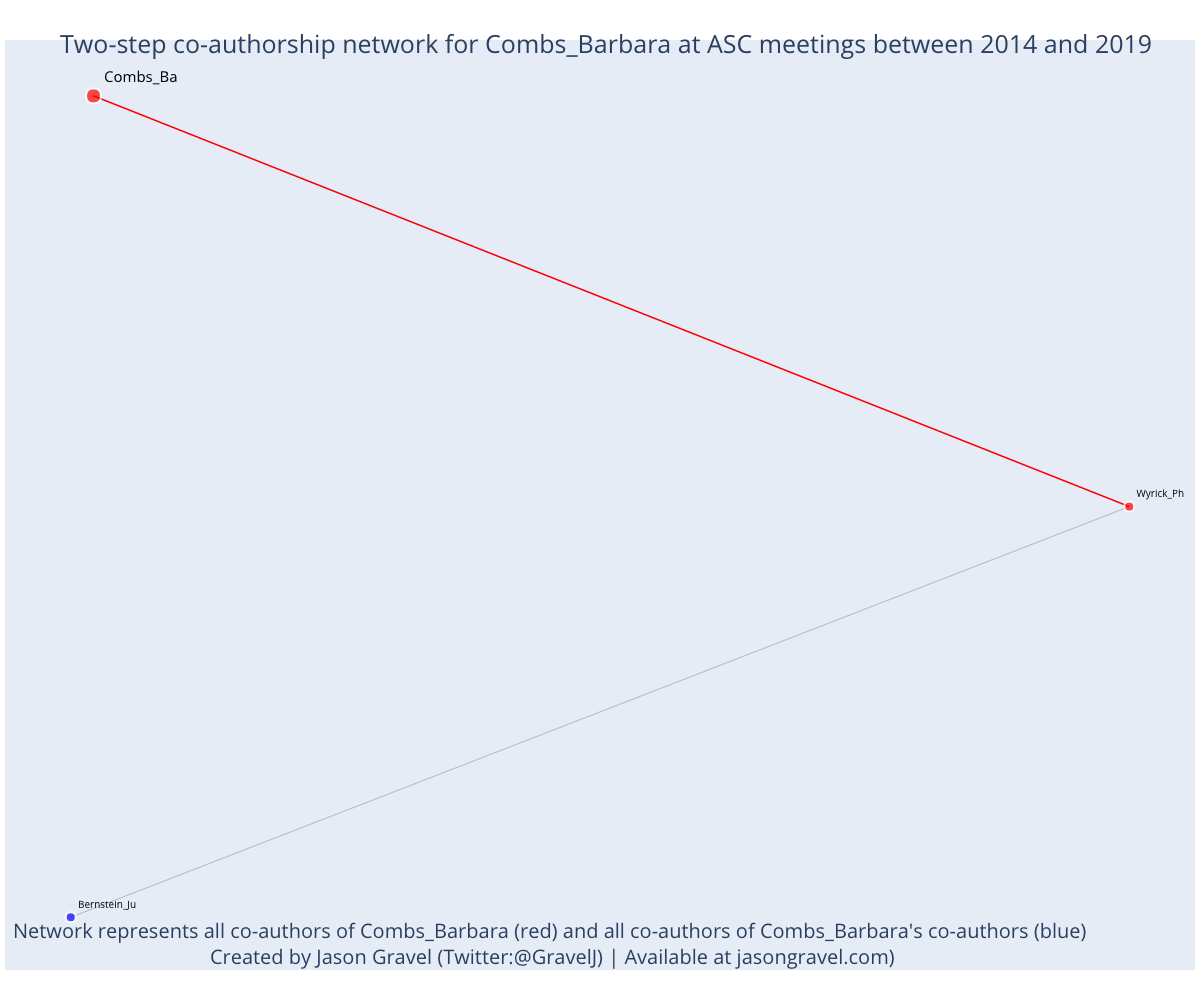 Two-step co-authorship network for Combs_Barbara at ASC meetings between 2014 and 2019
Combs_Ba
Wyrick_Ph
Bernstein_Ju
Network represents all co-authors of Combs_Barbara (red) and all co-authors of Combs_Barbara's co-authors (blue)
Created by Jason Gravel (Twitter:@GravelJ) | Available at jasongravel.com)